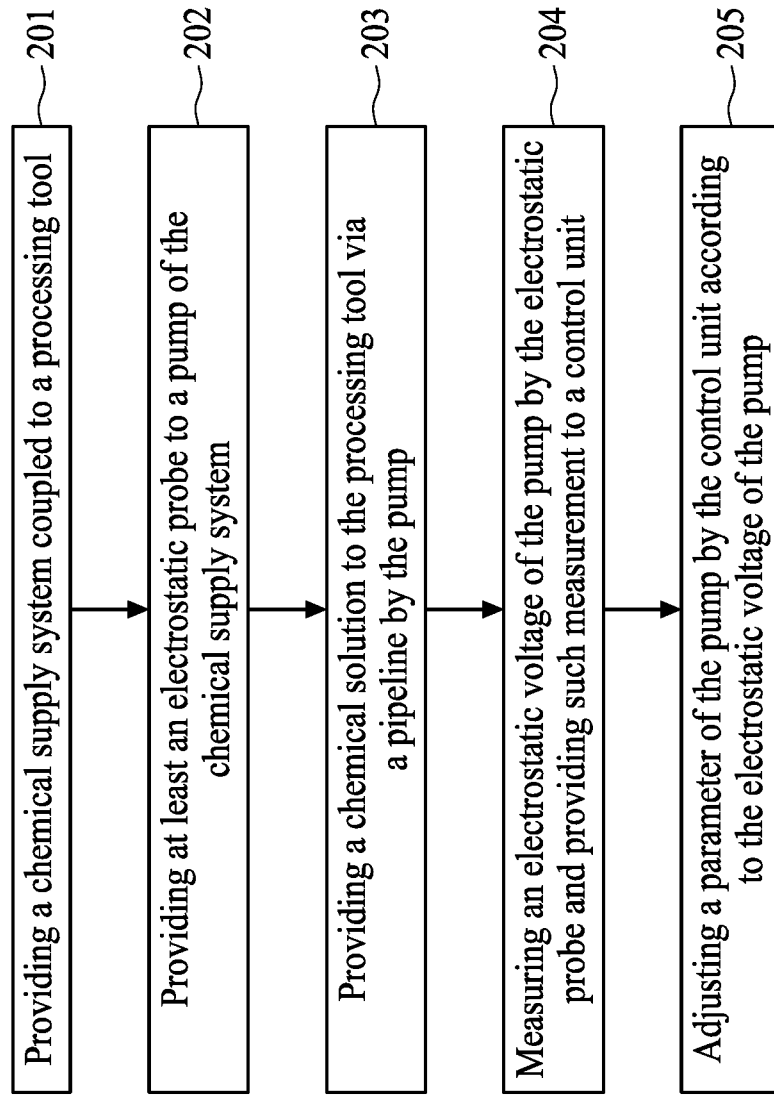 Providing a chemical supply system coupled to a processing tool
201
Providing at least an electrostatic probe to a pump of the
chemical supply system
202
Providing a chemical solution to the processing tool via
a pipeline by the pump
203
Measuring an electrostatic voltage of the pump by the electrostatic
probe and providing such measurement to a control unit
204
Adjusting a parameter of the pump by the control unit according
to the electrostatic voltage of the pump
205